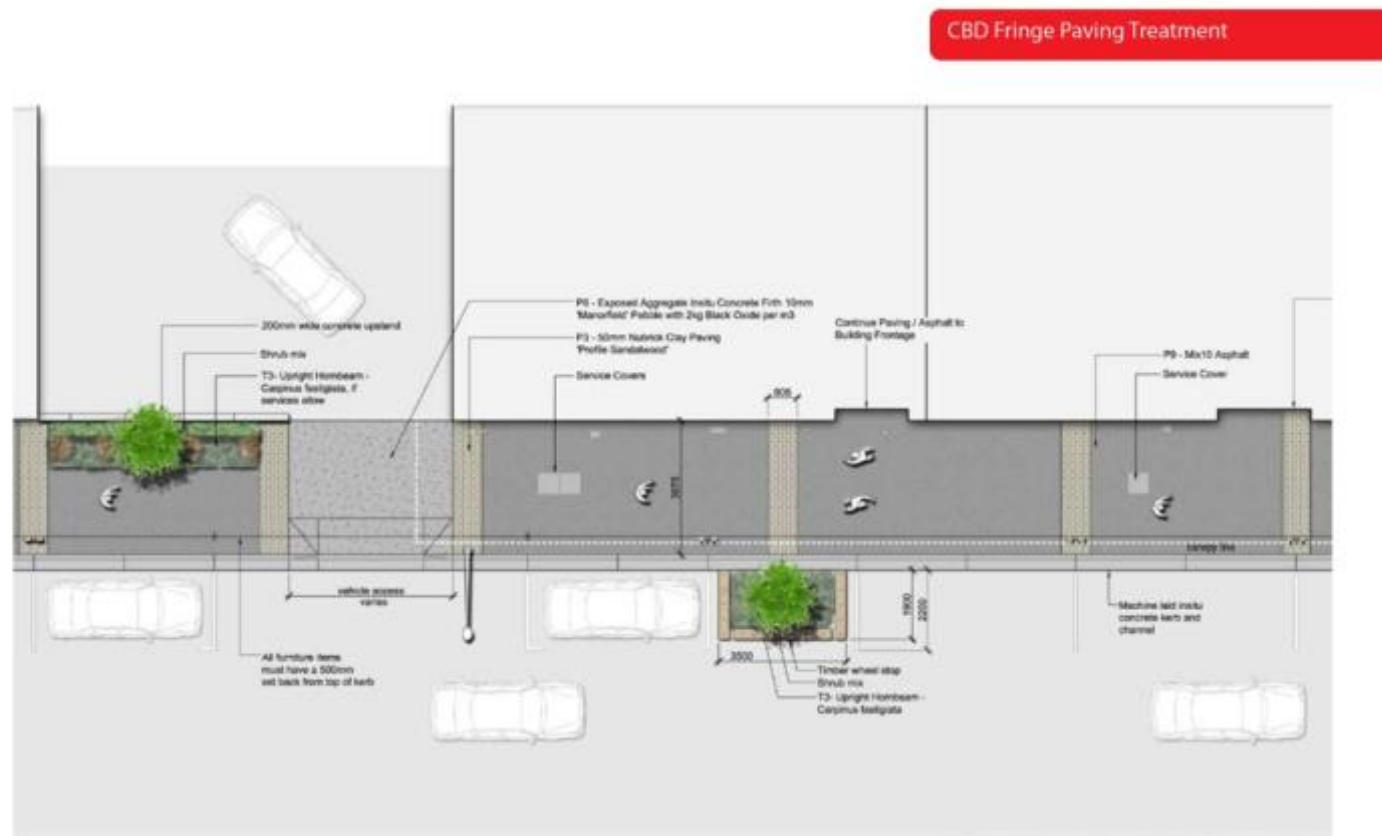 CBD Fringe Paving Treatment
200mm wide concrete upstand
Shrub mix
T3- Upright Hornbeam -
Carpinus fastigiata, if
services allow
Exposed Aggregate Insitu Concrete Firth 10mm
Pebble with 2kg Black Oxide per m3
P3 - 50mm Nubrick Clay Paving
'Profile Sandalwood'
Service Covers
Continue Paving / Asphalt to
Building Frontage
P9 - Mix10 Asphalt
Service Cover
canopy line
vehicle access
varies
All furniture items
must have a 500mm
set back from top of kerb
3500
1900
2200
Timber wheel stop
Shrub mix
T3- Upright Hornbeam -
Carpinus fastigiata
Machine laid insitu
concrete kerb and
channel